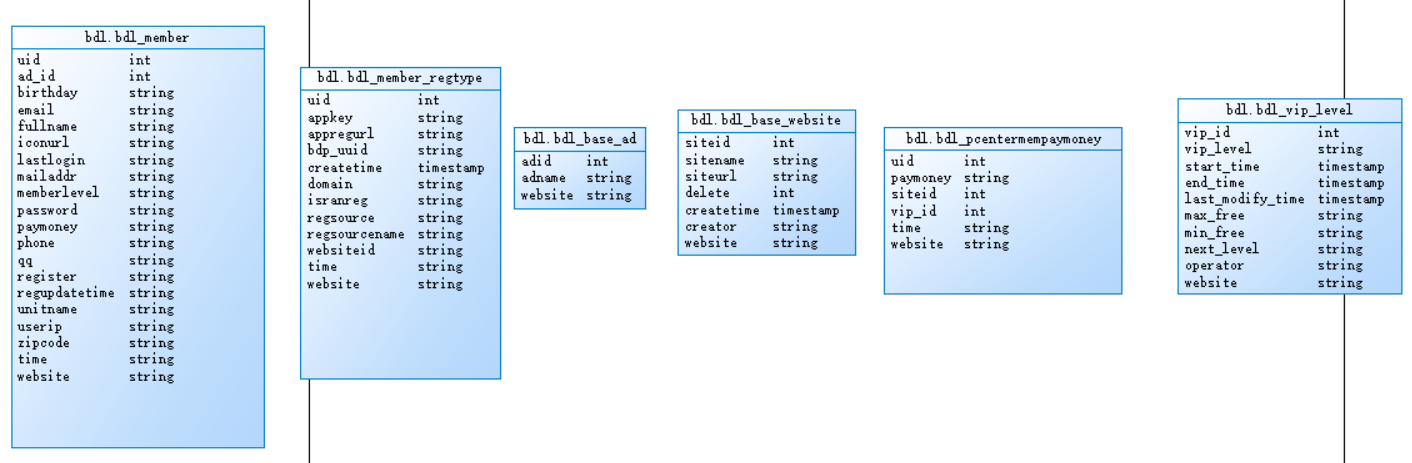 bdl.bdl_member
uid int
ad_id int
birthday string
email string
fullname string
iconurl string
lastlogin string
mailaddr string
memberlevel string
password string
paymoney string
phone string
qq string
register string
regupdatetime string
unitname string
userip string
zipcode string
time string
website string
bdl.bdl_member_regtype
uid int
appkey string
appregurl string
bdp_uuid string
createtime timestamp
domain string
isranreg string
regsource string
regsourcename string
websiteid string
time string
website string
bdl.bdl_base_ad
adid int
adname string
website string
bdl.bdl_base_website
siteid int
sitename string
siteurl string
delete int
createtime timestamp
creator string
website string
bdl.bdl_pcentermempaymoney
uid int
paymoney string
siteid int
vip_id int
time string
website string
bdl.bdl_vip_level
vip_id int
vip_level string
start_time timestamp
end_time timestamp
last_modify_time timestamp
max_free string
min_free string
next_level string
operator string
website string